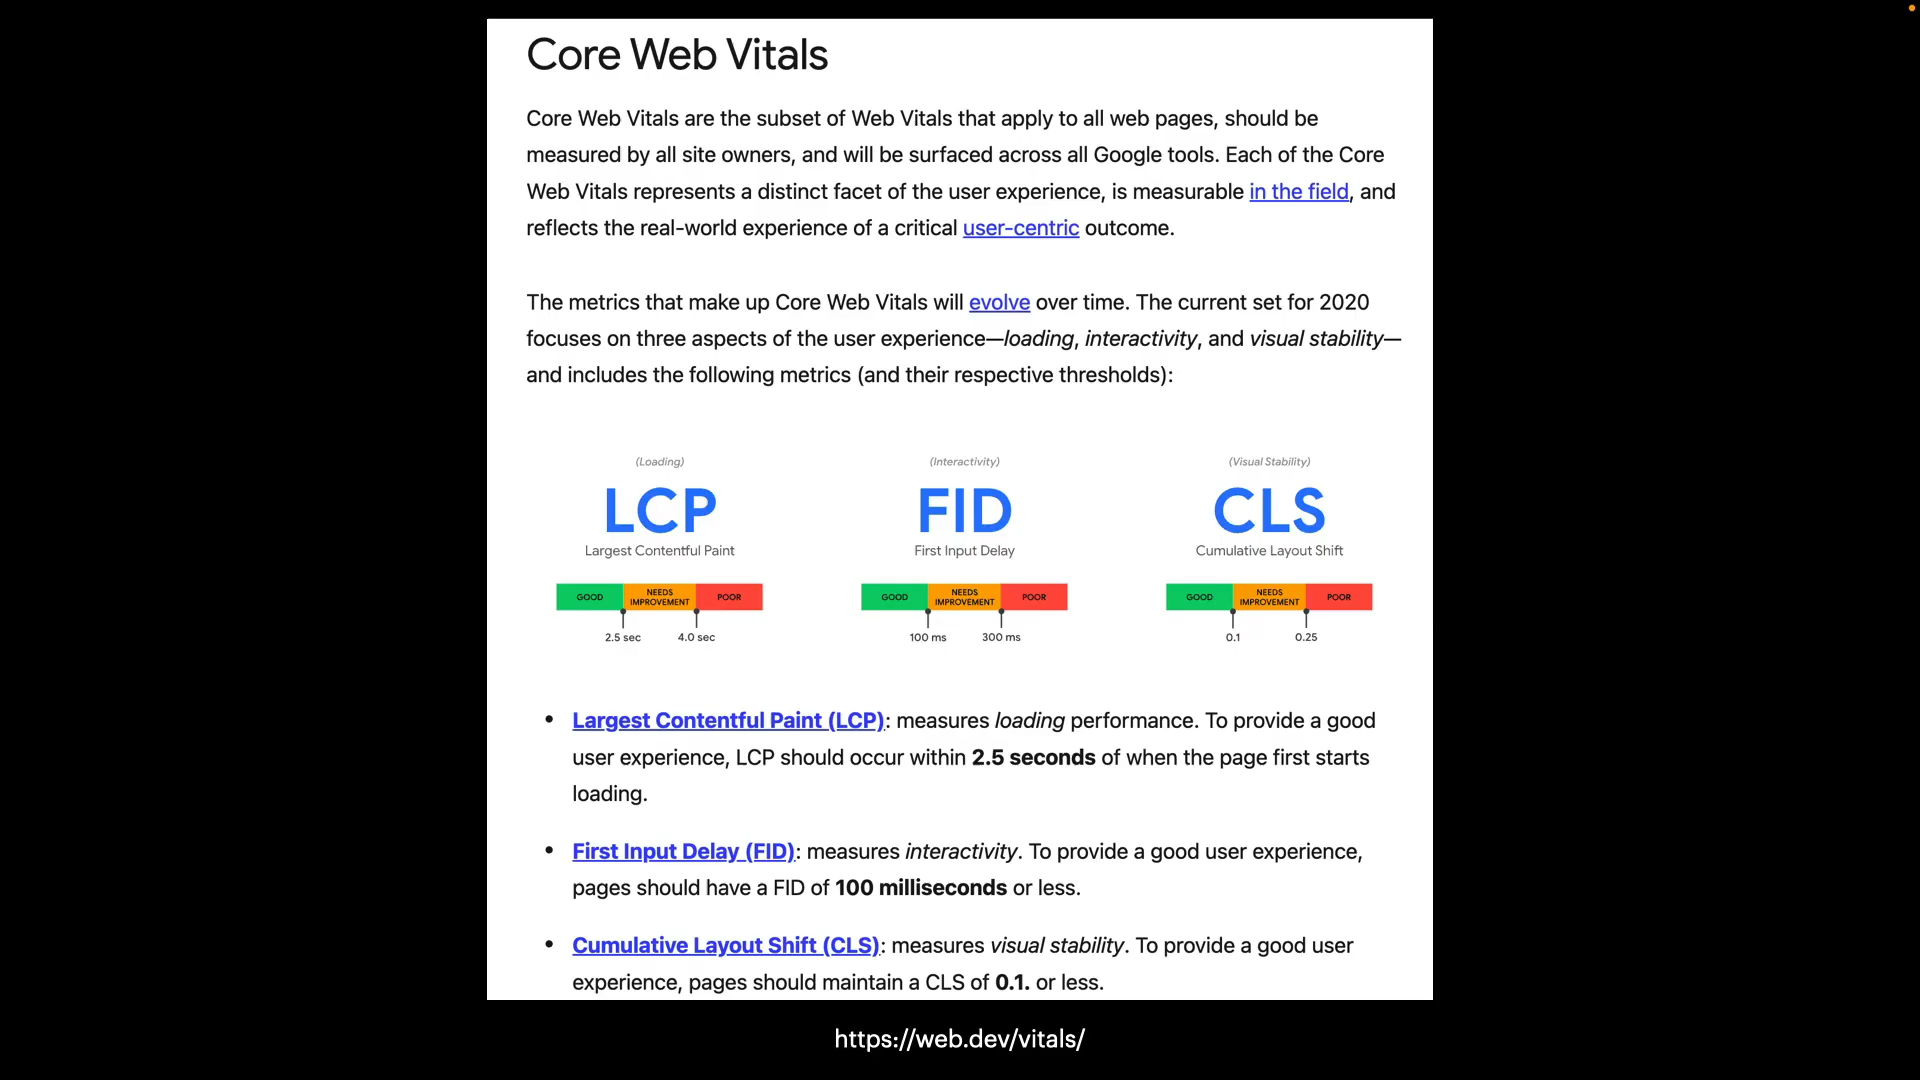 Core Web Vitals
Core Web Vitals are the subset of Web Vitals that apply to all web pages, should be
measured by all site owners, and will be surfaced across all Google tools. Each of the Core
Web Vitals represents a distinct facet of the user experience, is measurable in the field, and
reflects the real-world experience of a critical user-centric outcome.
The metrics that make up Core Web Vitals will evolve over time. The current set for 2020
focuses on three aspects of the user experience—loading, interactivity, and visual stability—
and includes the following metrics (and their respective thresholds):
(Loading)
LCP
Largest Contentful Paint
GOOD
NEEDS
IMPROVEMENT
POOR
2.5 sec
4.0 sec
(Interactivity)
FID
First Input Delay
GOOD
NEEDS
IMPROVEMENT
POOR
100 ms
300 ms
(Visual Stability)
CLS
Cumulative Layout Shift
GOOD
NEEDS
IMPROVEMENT
POOR
0.1
0.25
• Largest Contentful Paint (LCP): measures loading performance. To provide a good
user experience, LCP should occur within 2.5 seconds of when the page first starts
loading.
• First Input Delay (FID): measures interactivity. To provide a good user experience,
pages should have a FID of 100 milliseconds or less.
• Cumulative Layout Shift (CLS): measures visual stability. To provide a good user
experience, pages should maintain a CLS of 0.1. or less.
https://web.dev/vitals/